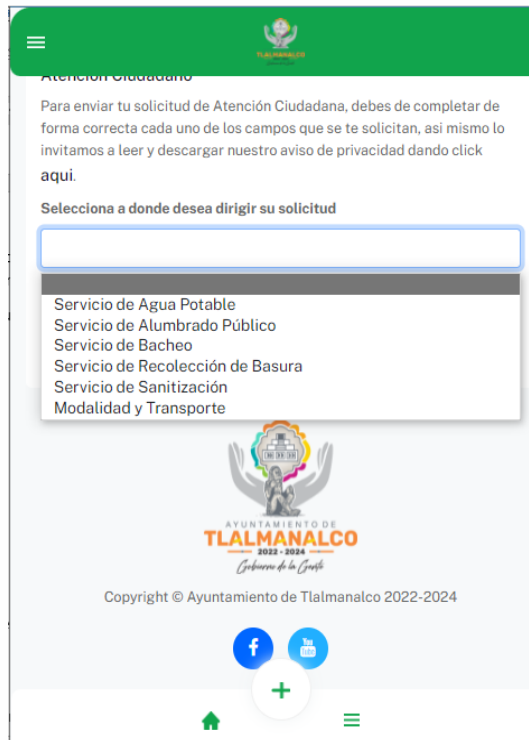 TLALMANALCO
Atención Ciudadano
Para enviar tu solicitud de Atención Ciudadana, debes de completar de
forma correcta cada uno de los campos que se te solicitan, asi mismo lo
invitamos a leer y descargar nuestro aviso de privacidad dando click
aqui.
Selecciona a donde desea dirigir su solicitud
Servicio de Agua Potable
Servicio de Alumbrado Público
Servicio de Bacheo
Servicio de Recolección de Basura
Servicio de Sanitización
Modalidad y Transporte
AYUNTAMIENTO DE
TLALMANALCO
2022 - 2024
Gobierno de la Gente
Copyright © Ayuntamiento de Tlalmanalco 2022-2024
f
You
Tube